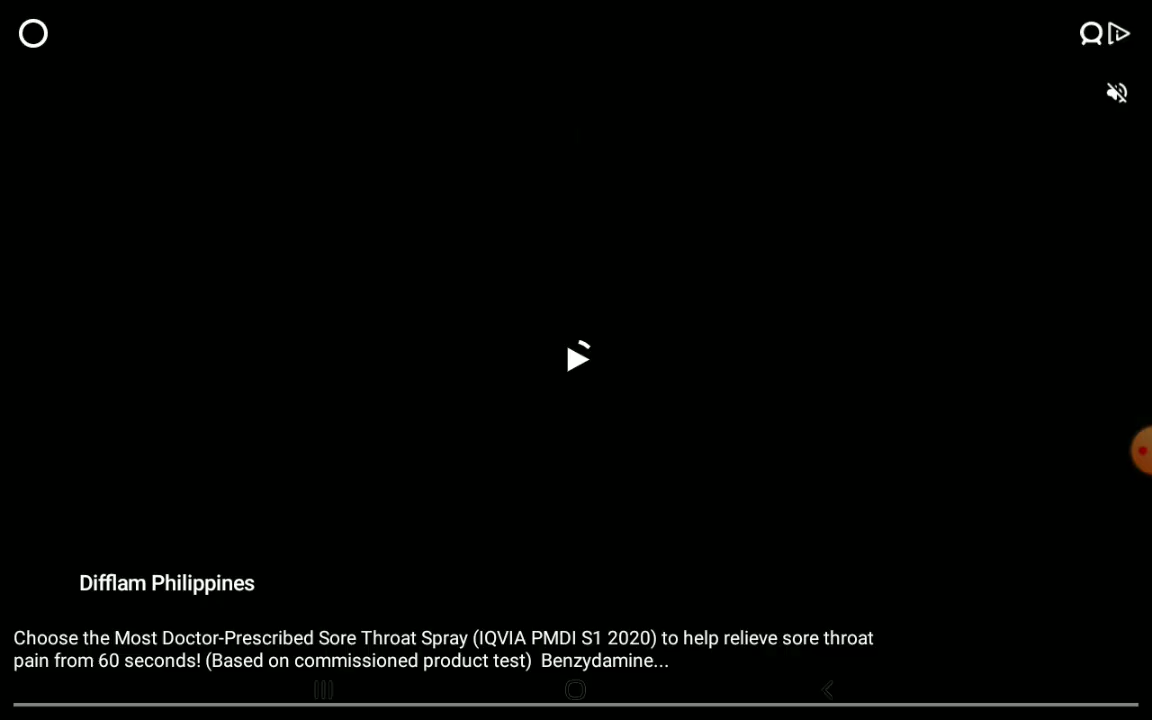 Difflam Philippines
Choose the Most Doctor-Prescribed Sore Throat Spray (IQVIA PMDI S1 2020) to help relieve sore throat
pain from 60 seconds! (Based on commissioned product test) Benzydamine...